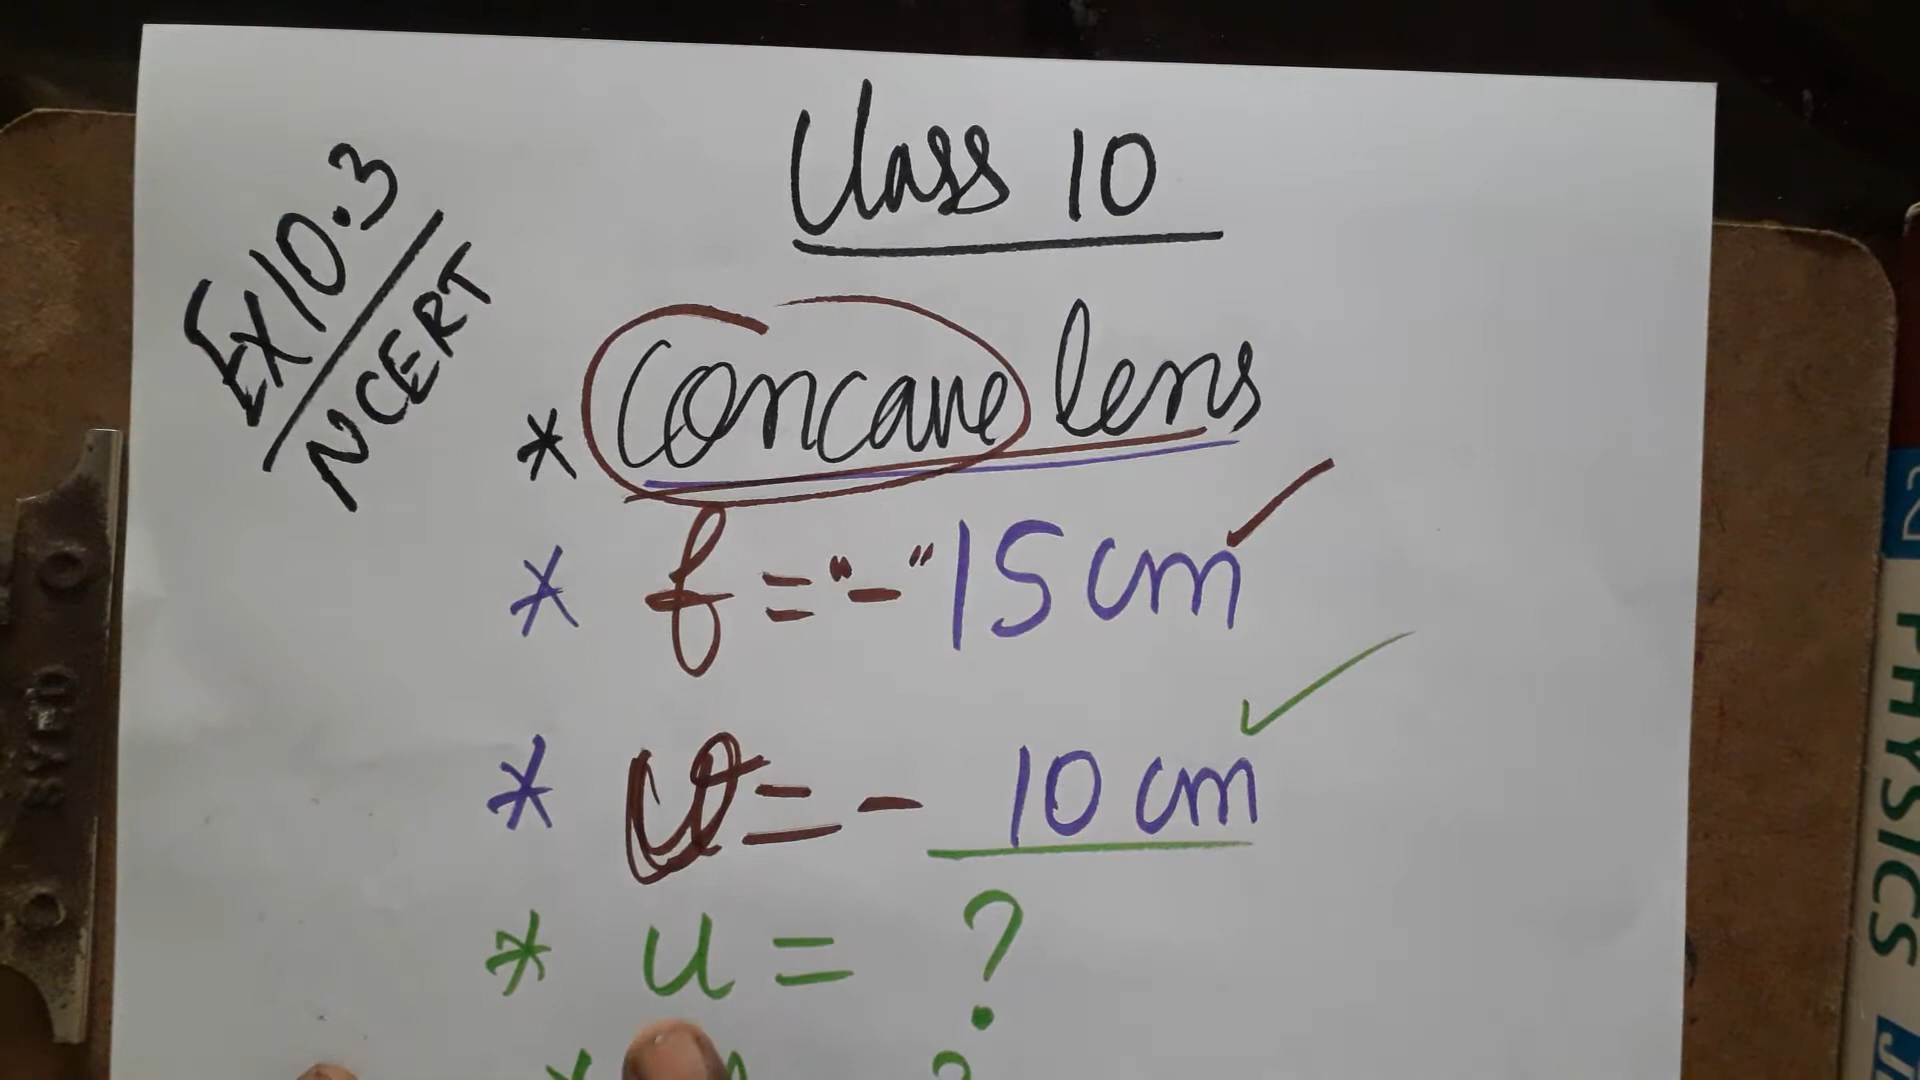 Class 10
Ex 10.3
NCERT
* Concave lens
* f = "-" 15 cm ✓
* v = - 10 cm ✓
* u = ?
?
PHYSICS